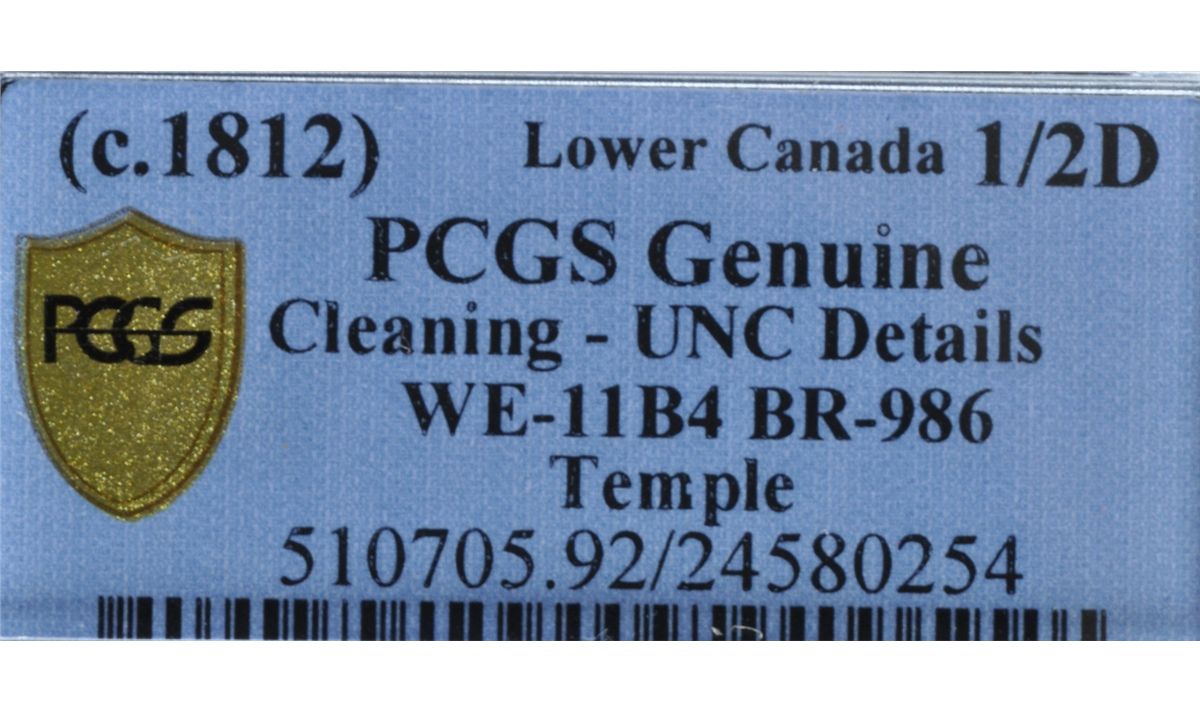 (c.1812) Lower Canada 1/2D
PCGS Genuine
PCGS
Cleaning - UNC Details
WE-11B4 BR-986
Temple
510705.92/24580254